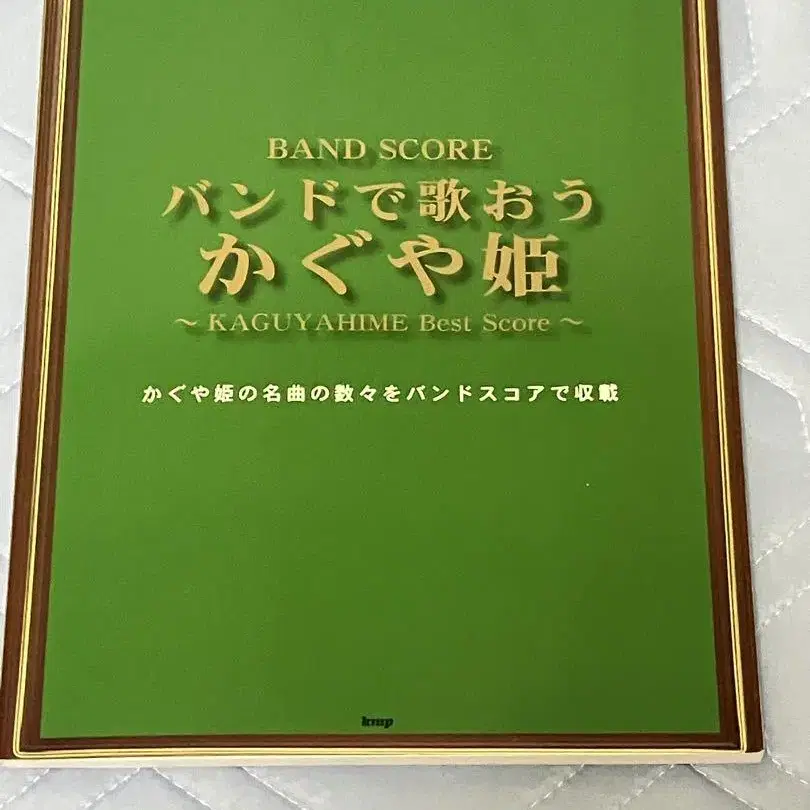 BAND SCORE
バンドで歌おう
かぐや姫
～ KAGUYAHIME Best Score ～
かぐや姫の名曲の数々をバンドスコアで収載
kmp